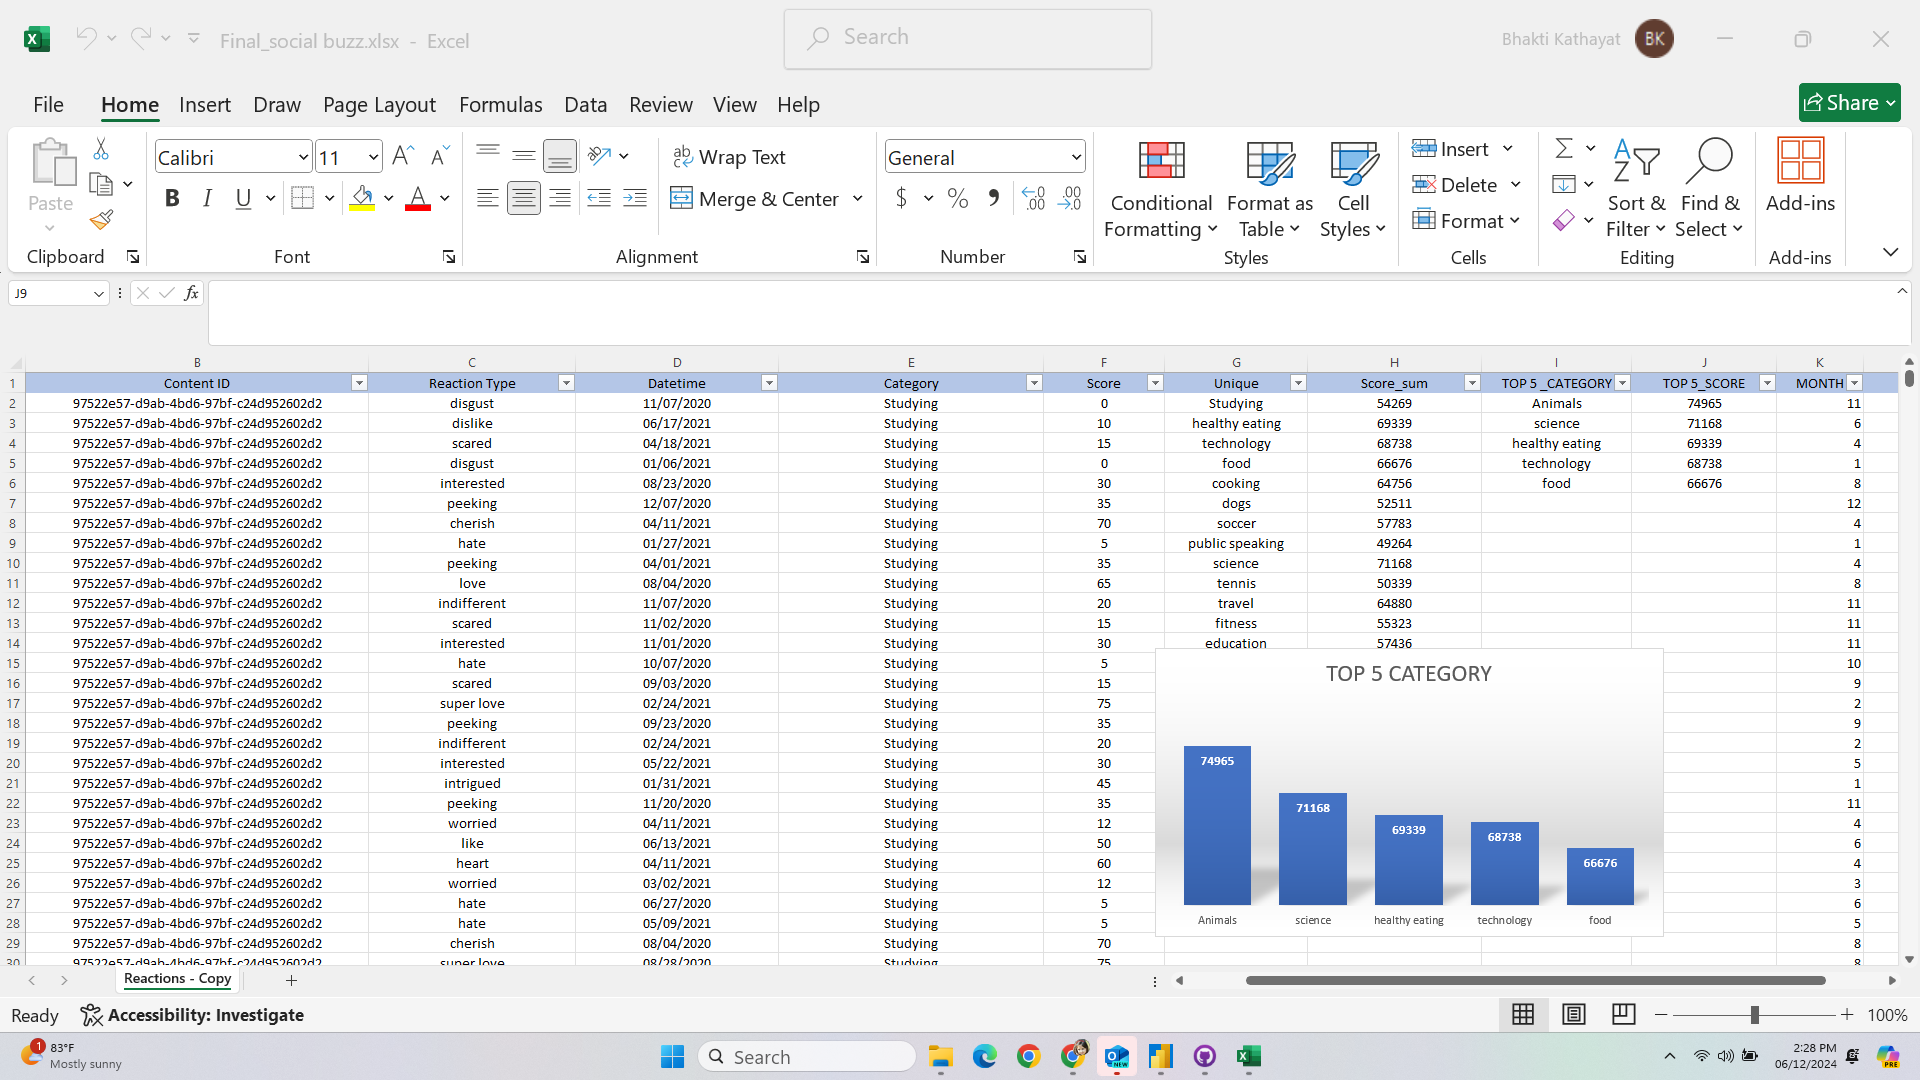 Final_social buzz.xlsx - Excel
Search
Bhakti Kathayat BK
File Home Insert Draw Page Layout Formulas Data Review View Help Share
Paste
Clipboard
Calibri 11
B I U A
Font
Wrap Text
Merge & Center
Alignment
General
$ %
Number
Conditional Formatting
Format as Table
Cell Styles
Styles
Insert
Delete
Format
Cells
Sort & Filter
Find & Select
Editing
Add-ins
Add-ins
J9 fx
B C D E F G H I J K
1 Content ID Reaction Type Datetime Category Score Unique Score_sum TOP 5 _CATEGORY TOP 5_SCORE MONTH
2 97522e57-d9ab-4bd6-97bf-c24d952602d2 disgust 11/07/2020 Studying 0 Studying 54269 Animals 74965 11
3 97522e57-d9ab-4bd6-97bf-c24d952602d2 dislike 06/17/2021 Studying 10 healthy eating 69339 science 71168 6
4 97522e57-d9ab-4bd6-97bf-c24d952602d2 scared 04/18/2021 Studying 15 technology 68738 healthy eating 69339 4
5 97522e57-d9ab-4bd6-97bf-c24d952602d2 disgust 01/06/2021 Studying 0 food 66676 technology 68738 1
6 97522e57-d9ab-4bd6-97bf-c24d952602d2 interested 08/23/2020 Studying 30 cooking 64756 food 66676 8
7 97522e57-d9ab-4bd6-97bf-c24d952602d2 peeking 12/07/2020 Studying 35 dogs 52511 12
8 97522e57-d9ab-4bd6-97bf-c24d952602d2 cherish 04/11/2021 Studying 70 soccer 57783 4
9 97522e57-d9ab-4bd6-97bf-c24d952602d2 hate 01/27/2021 Studying 5 public speaking 49264 1
10 97522e57-d9ab-4bd6-97bf-c24d952602d2 peeking 04/01/2021 Studying 35 science 71168 4
11 97522e57-d9ab-4bd6-97bf-c24d952602d2 love 08/04/2020 Studying 65 tennis 50339 8
12 97522e57-d9ab-4bd6-97bf-c24d952602d2 indifferent 11/07/2020 Studying 20 travel 64880 11
13 97522e57-d9ab-4bd6-97bf-c24d952602d2 scared 11/02/2020 Studying 15 fitness 55323 11
14 97522e57-d9ab-4bd6-97bf-c24d952602d2 interested 11/01/2020 Studying 30 education 57436 11
15 97522e57-d9ab-4bd6-97bf-c24d952602d2 hate 10/07/2020 Studying 5 10
16 97522e57-d9ab-4bd6-97bf-c24d952602d2 scared 09/03/2020 Studying 15 9
17 97522e57-d9ab-4bd6-97bf-c24d952602d2 super love 02/24/2021 Studying 75 2
18 97522e57-d9ab-4bd6-97bf-c24d952602d2 peeking 09/23/2020 Studying 35 9
19 97522e57-d9ab-4bd6-97bf-c24d952602d2 indifferent 02/24/2021 Studying 20 2
20 97522e57-d9ab-4bd6-97bf-c24d952602d2 interested 05/22/2021 Studying 30 5
21 97522e57-d9ab-4bd6-97bf-c24d952602d2 intrigued 01/31/2021 Studying 45 1
22 97522e57-d9ab-4bd6-97bf-c24d952602d2 peeking 11/20/2020 Studying 35 11
23 97522e57-d9ab-4bd6-97bf-c24d952602d2 worried 04/11/2021 Studying 12 4
24 97522e57-d9ab-4bd6-97bf-c24d952602d2 like 06/13/2021 Studying 50 6
25 97522e57-d9ab-4bd6-97bf-c24d952602d2 heart 04/11/2021 Studying 60 4
26 97522e57-d9ab-4bd6-97bf-c24d952602d2 worried 03/02/2021 Studying 12 3
27 97522e57-d9ab-4bd6-97bf-c24d952602d2 hate 06/27/2020 Studying 5 6
28 97522e57-d9ab-4bd6-97bf-c24d952602d2 hate 05/09/2021 Studying 5 5
29 97522e57-d9ab-4bd6-97bf-c24d952602d2 cherish 08/04/2020 Studying 70 8
30 97522e57-d9ab-4bd6-97bf-c24d952602d2 super love 08/28/2020 Studying 75 8
TOP 5 CATEGORY
74965 71168 69339 68738 66676
Animals science healthy eating technology food
Reactions - Copy
Ready Accessibility: Investigate 100%
1 83°F
Mostly sunny
Search
2:28 PM
06/12/2024